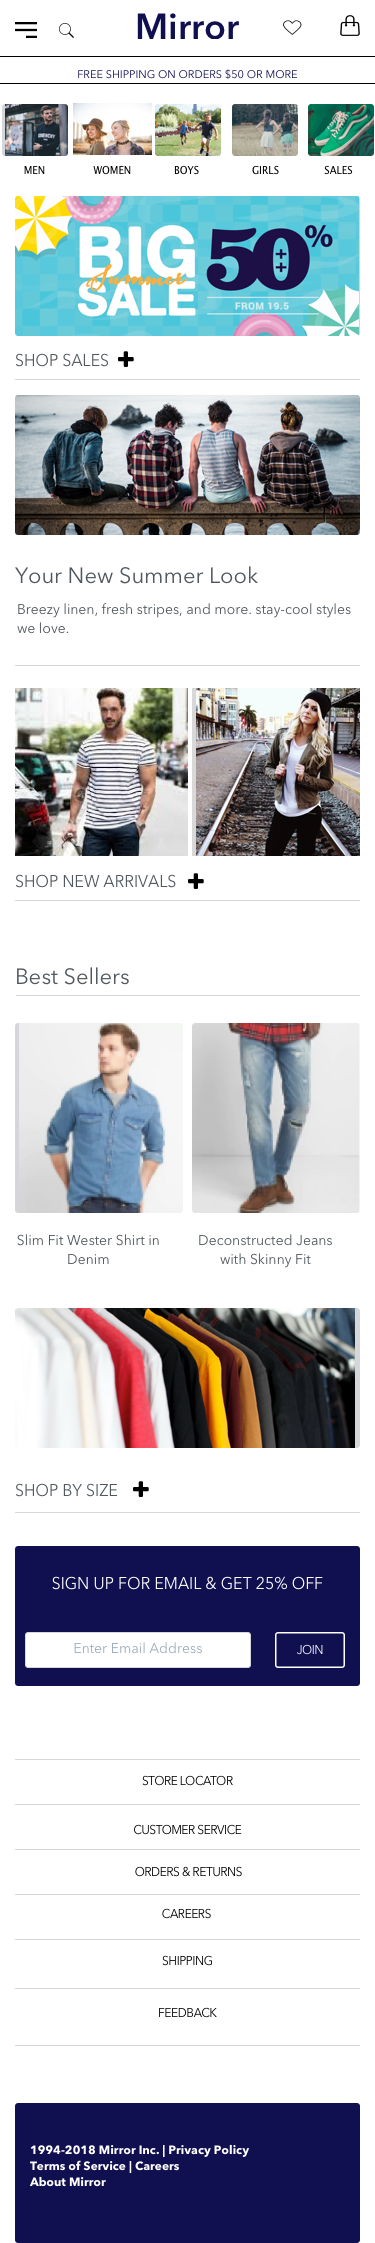 Mirror
FREE SHIPPING ON ORDERS $50 OR MORE
MEN WOMEN BOYS GIRLS SALES
BIG
Summer
SALE
50%
FROM 19.5
SHOP SALES
Your New Summer Look
Breezy linen, fresh stripes, and more. stay-cool styles
we love.
SHOP NEW ARRIVALS
Best Sellers
Slim Fit Wester Shirt in
Denim
Deconstructed Jeans
with Skinny Fit
SHOP BY SIZE
SIGN UP FOR EMAIL & GET 25% OFF
Enter Email Address
JOIN
STORE LOCATOR
CUSTOMER SERVICE
ORDERS & RETURNS
CAREERS
SHIPPING
FEEDBACK
1994-2018 Mirror Inc. | Privacy Policy
Terms of Service | Careers
About Mirror